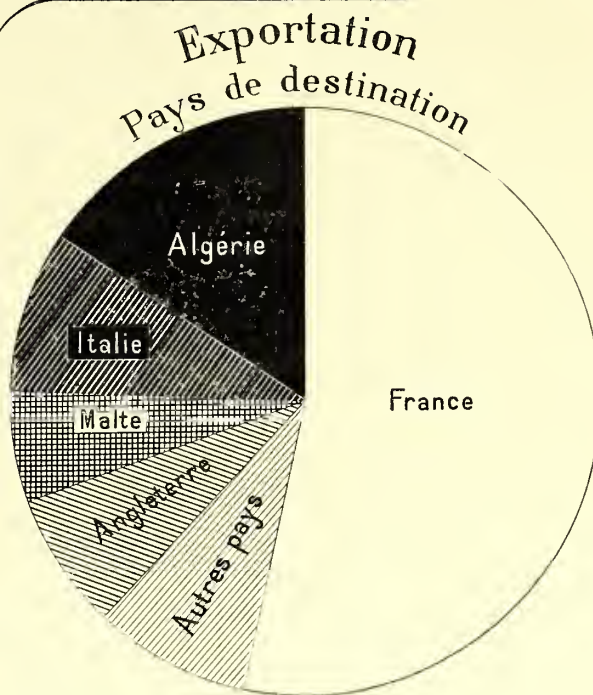 Exportation
Pays de destination
Algérie
Italie
France
Malte
Angleterre
Autres pays